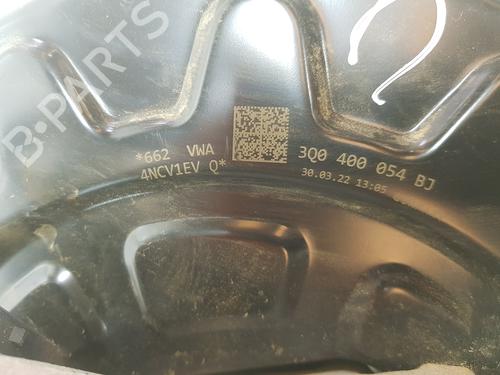 B-PARTS
*662 VWA
4NCV1EV Q*
3Q0 400 054 BJ
30.03.22 13:05